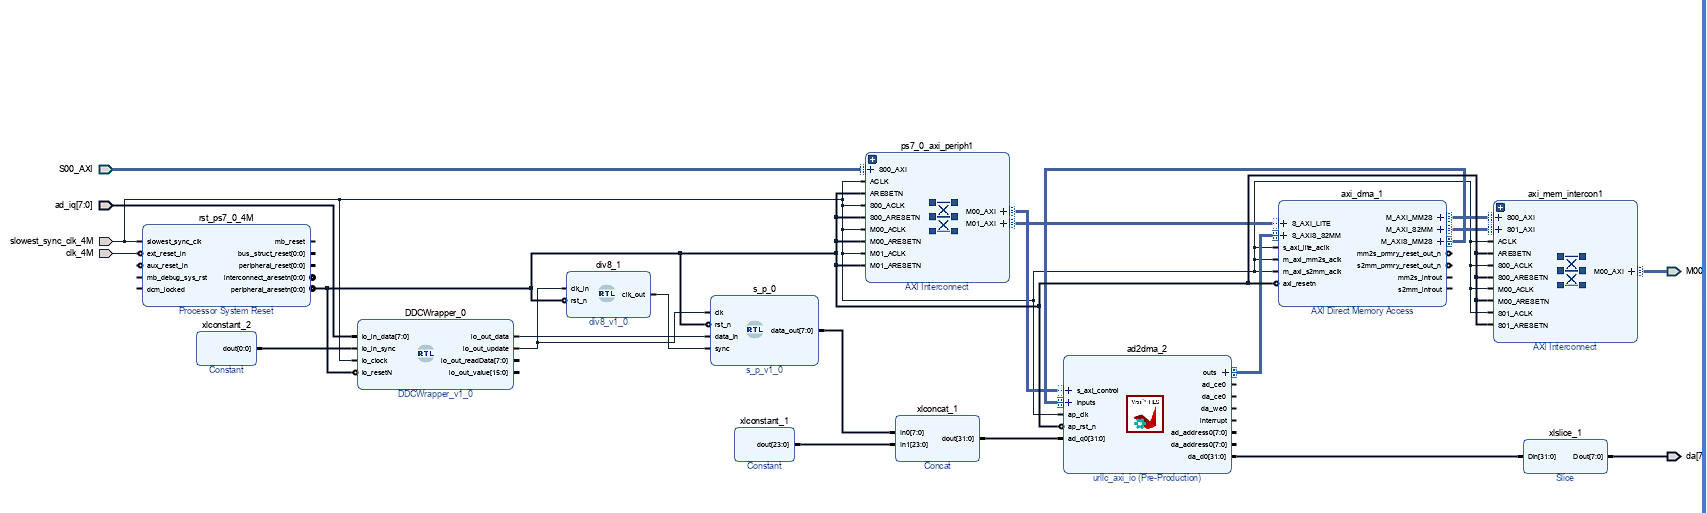 S00_AXI
ad_iq[7:0]
slowest_sync_clk_4M
clk_4M
rst_ps7_0_4M
slowest_sync_clk
ext_reset_in
aux_reset_in
mb_debug_sys_rst
dcm_locked
mb_reset
bus_struct_reset[0:0]
peripheral_reset[0:0]
interconnect_aresetn[0:0]
peripheral_aresetn[0:0]
Processor System Reset
xlconstant_2
dout[0:0]
Constant
DDCWrapper_0
io_in_data[7:0]
io_in_sync
io_clock
io_resetN
RTL
io_out_data
io_out_update
io_out_readData[7:0]
io_out_value[15:0]
DDCWrapper_v1_0
div8_1
clk_in
rst_n
RTL
clk_out
div8_v1_0
s_p_0
clk
rst_n
data_in
sync
RTL
data_out[7:0]
s_p_v1_0
xlconstant_1
dout[23:0]
Constant
ps7_0_axi_periph1
S00_AXI
ACLK
ARESETN
S00_ACLK
S00_ARESETN
M00_ACLK
M00_ARESETN
M01_ACLK
M01_ARESETN
M00_AXI
M01_AXI
AXI Interconnect
xlconcat_1
In0[7:0]
In1[23:0]
dout[31:0]
Concat
ad2dma_2
s_axi_control
inputs
ap_clk
ap_rst_n
ad_q0[31:0]
outs
ad_ce0
da_ce0
da_we0
interrupt
ad_address0[7:0]
da_address0[7:0]
da_d0[31:0]
urllc_axi_io (Pre-Production)
axi_dma_1
S_AXI_LITE
S_AXIS_S2MM
s_axi_lite_aclk
m_axi_mm2s_aclk
m_axi_s2mm_aclk
axi_resetn
M_AXI_MM2S
M_AXI_S2MM
M_AXIS_MM2S
mm2s_prmry_reset_out_n
s2mm_prmry_reset_out_n
mm2s_introut
s2mm_introut
AXI Direct Memory Access
axi_mem_intercon1
S00_AXI
S01_AXI
ACLK
ARESETN
S00_ACLK
S00_ARESETN
M00_ACLK
M00_ARESETN
S01_ACLK
S01_ARESETN
M00_AXI
AXI Interconnect
M00
xlslice_1
Din[31:0]
Dout[7:0]
Slice
da[7